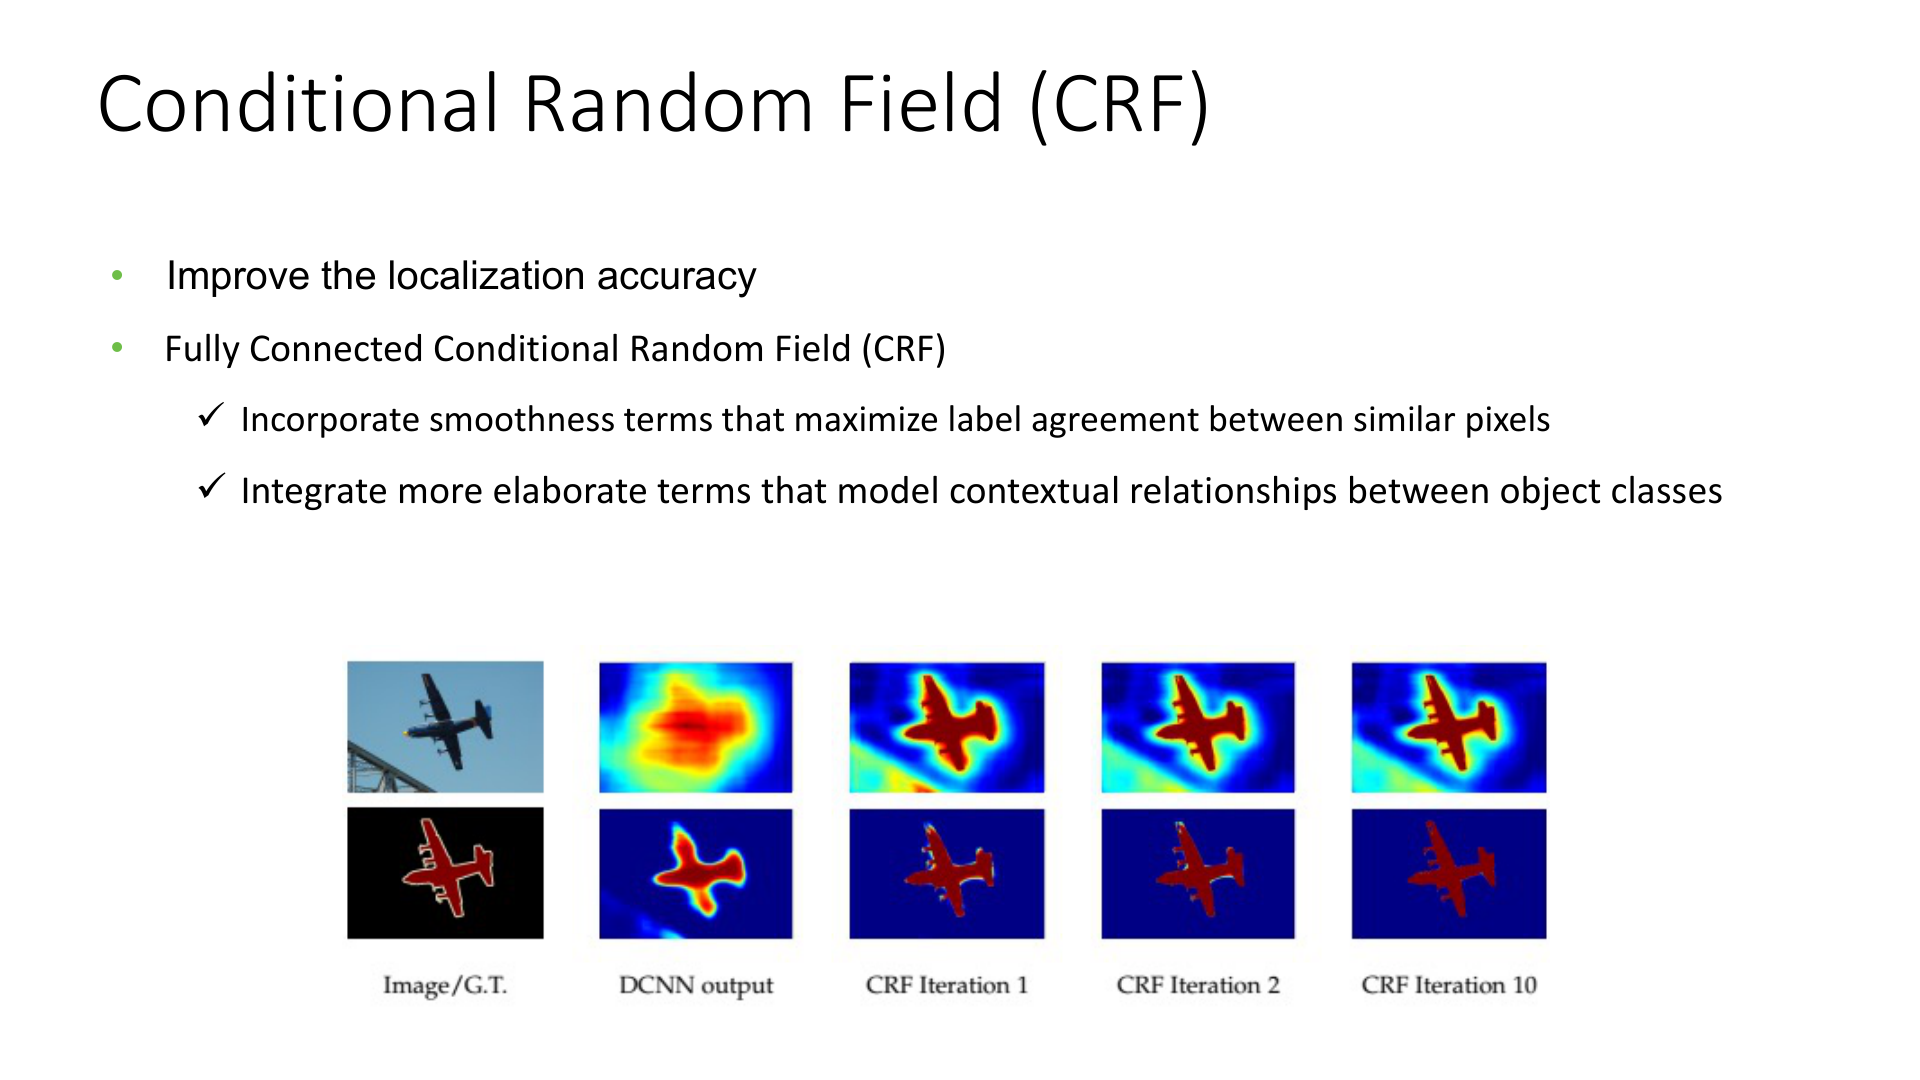 Conditional Random Field (CRF)
• Improve the localization accuracy
• Fully Connected Conditional Random Field (CRF)
✓ Incorporate smoothness terms that maximize label agreement between similar pixels
✓ Integrate more elaborate terms that model contextual relationships between object classes
Image/G.T. DCNN output CRF Iteration 1 CRF Iteration 2 CRF Iteration 10